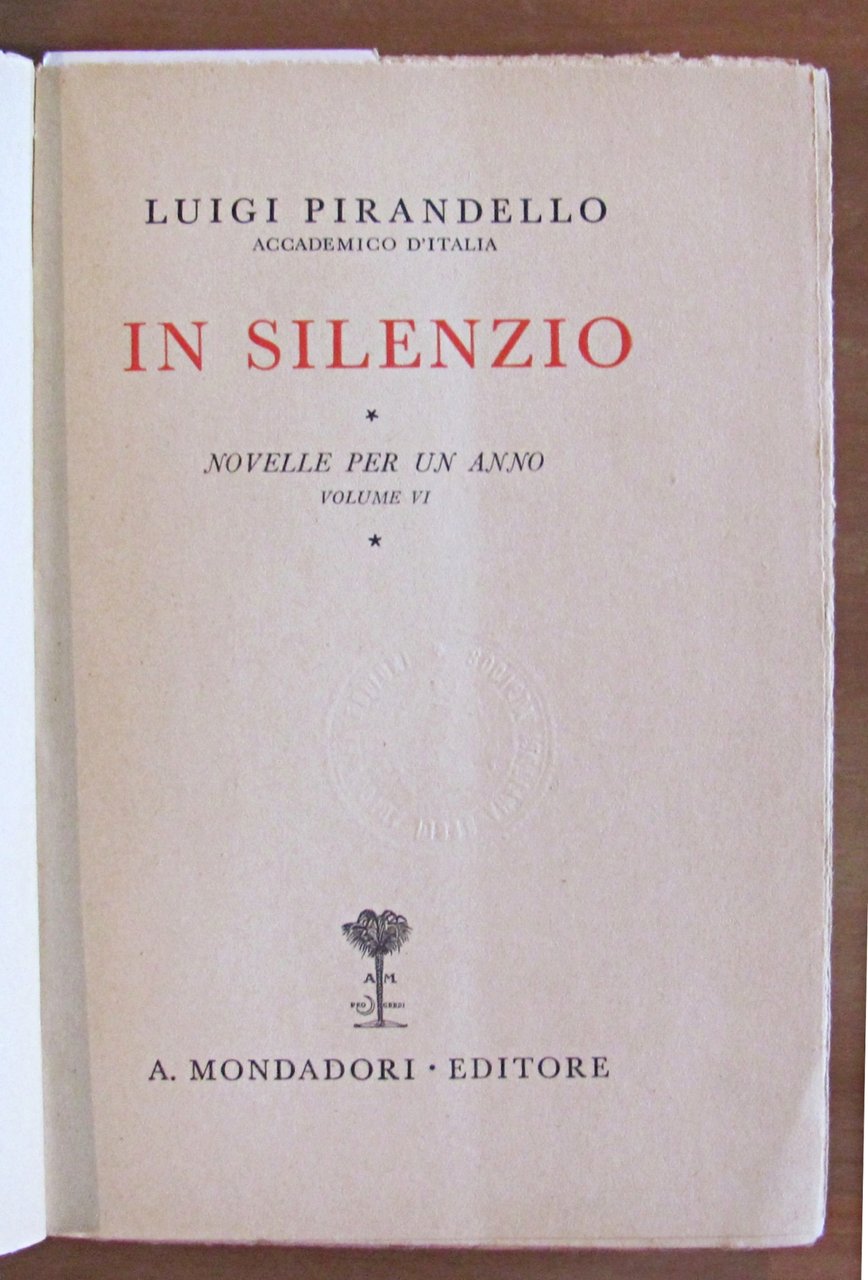 LUIGI PIRANDELLO
ACCADEMICO D'ITALIA
IN SILENZIO
★
NOVELLE PER UN ANNO
VOLUME VI
★
A M
A. MONDADORI · EDITORE